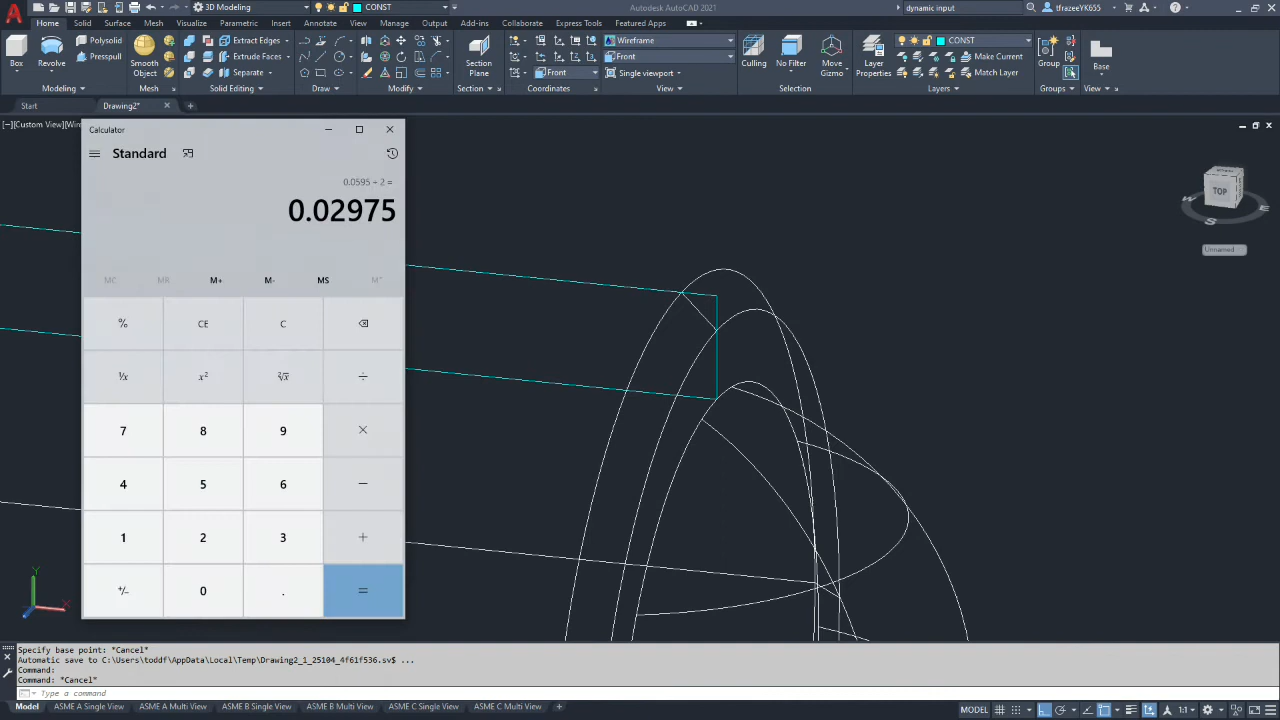 3D Modeling CONST Autodesk AutoCAD 2021 Drawing2.dwg dynamic input tfrazeeYK655
Home Solid Surface Mesh Visualize Parametric Insert Annotate View Manage Output Add-ins Collaborate Express Tools Featured Apps
Box Revolve Polysolid Presspull Smooth Object Extract Edges Extrude Faces Separate Section Plane Front Wireframe Front Single viewport Culling No Filter Move Gizmo Layer Properties CONST Make Current Match Layer Group Base
Modeling Mesh Solid Editing Draw Modify Section Coordinates View Selection Layers Groups View
Start Drawing2*
[−][Custom View][Wir
Calculator
Standard
0.0595 ÷ 2 =
0.02975
MC MR M+ M- MS M˅
% CE C
⅟x x² ²√x ÷
7 8 9 ×
4 5 6 −
1 2 3 +
+/− 0 . =
TOP
W S E
Unnamed
Y X
Specify base point: *Cancel*
Automatic save to C:\Users\toddf\AppData\Local\Temp\Drawing2_1_25104_4f61f536.sv$ ...
Command:
Command: *Cancel*
Type a command
Model ASME A Single View ASME A Multi View ASME B Single View ASME B Multi View ASME C Single View ASME C Multi View +
MODEL 1:1